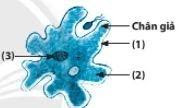 Chân giả
(1)
(3)
(2)